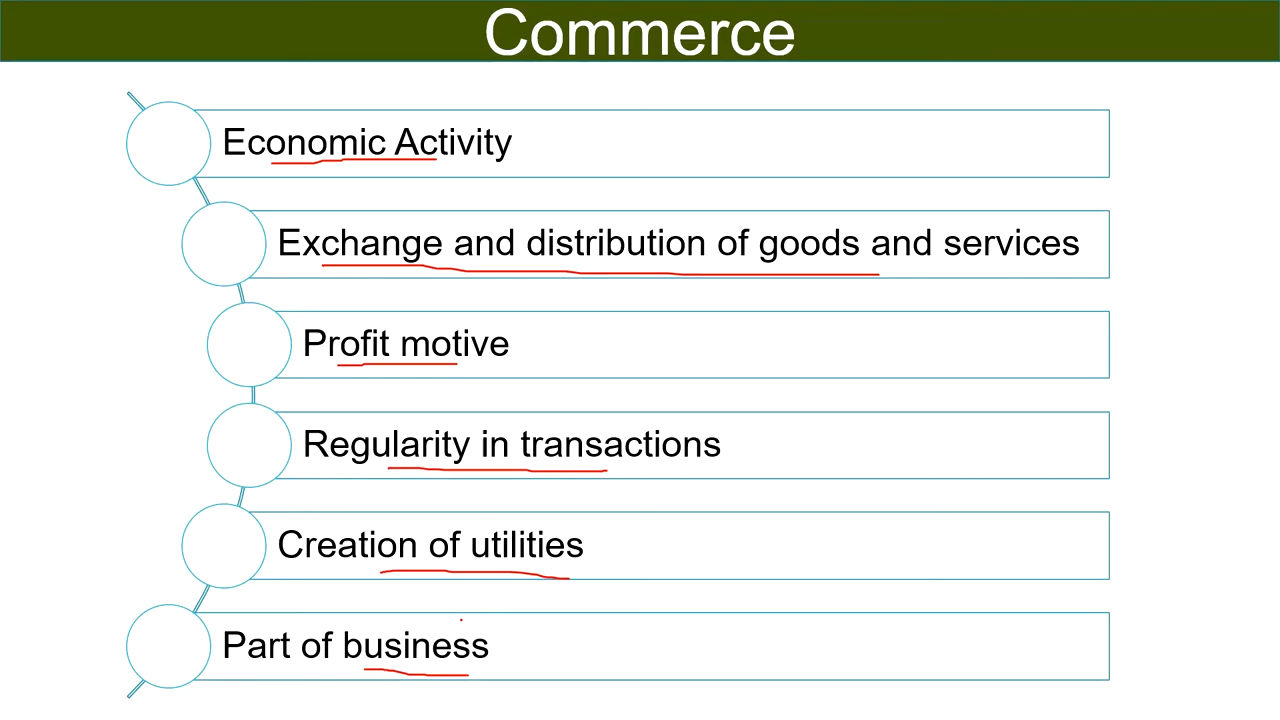 Commerce
Economic Activity
Exchange and distribution of goods and services
Profit motive
Regularity in transactions
Creation of utilities
Part of business